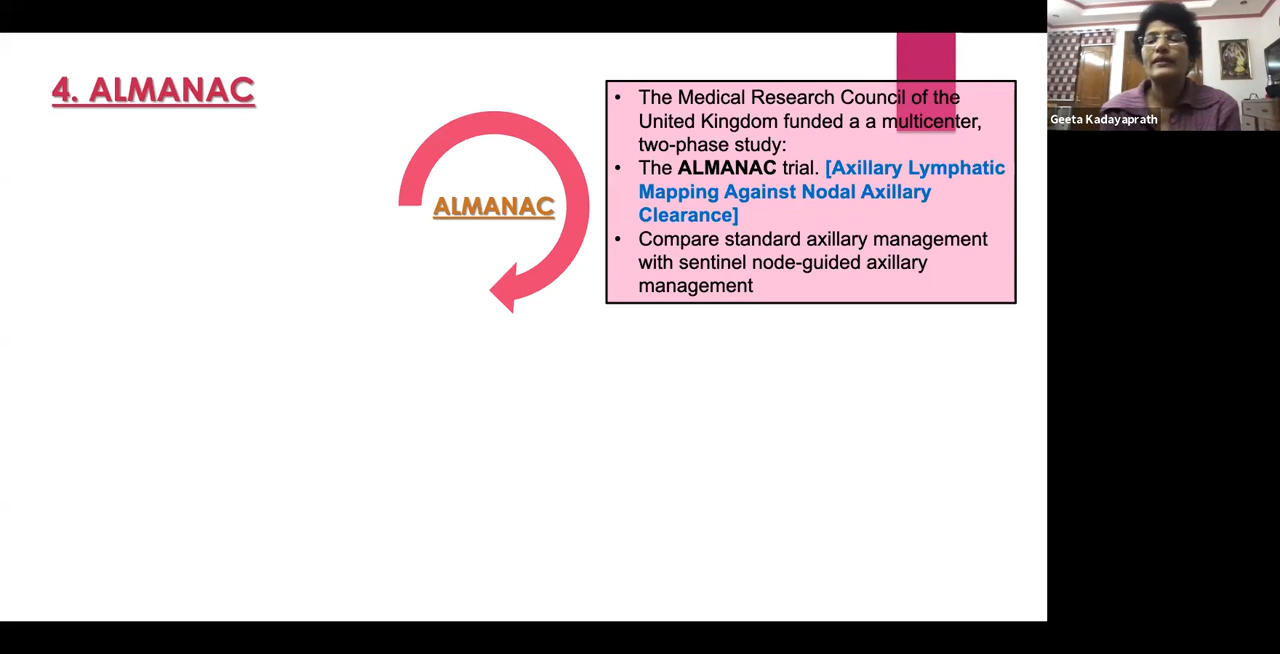 4. ALMANAC
ALMANAC
• The Medical Research Council of the
United Kingdom funded a a multicenter,
two-phase study:
• The ALMANAC trial. [Axillary Lymphatic
Mapping Against Nodal Axillary
Clearance]
• Compare standard axillary management
with sentinel node-guided axillary
management
Geeta Kadayaprath